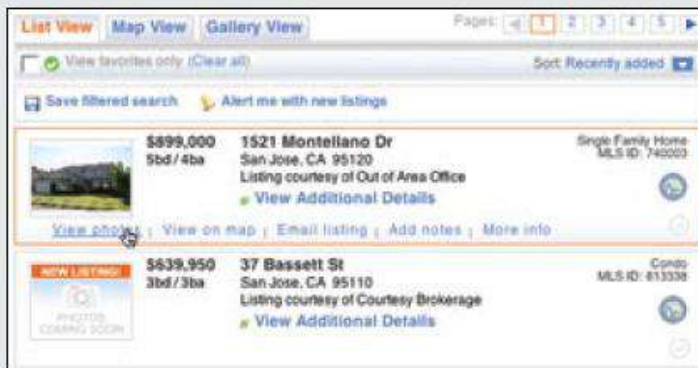 List View Map View Gallery View Pages: 1 2 3 4 5
View favorites only (Clear all) Sort: Recently added
Save filtered search Alert me with new listings
$899,000 1521 Montellano Dr Single Family Home
5bd / 4ba San Jose, CA 95120 MLS ID: 740003
Listing courtesy of Out of Area Office
View Additional Details
View photos | View on map | Email listing | Add notes | More info
NEW LISTING! $639,950 37 Bassett St Condo
3bd / 3ba San Jose, CA 95110 MLS ID: 613338
Listing courtesy of Courtesy Brokerage
PHOTOS View Additional Details
COMING SOON